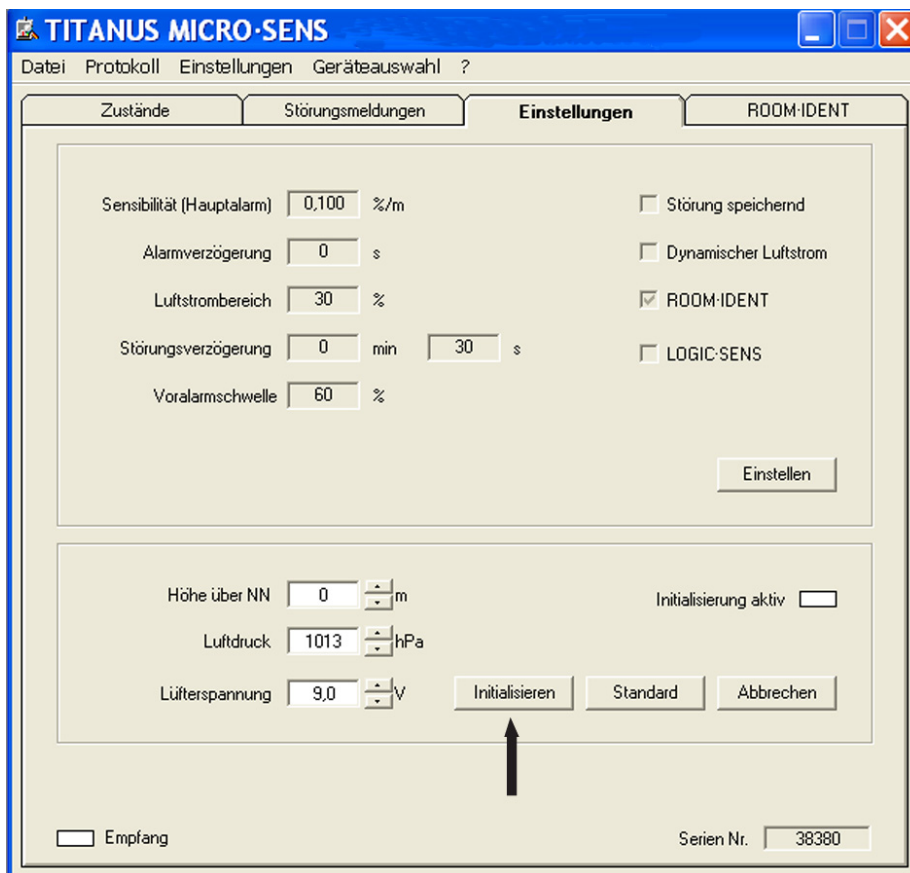 TITANUS MICRO·SENS
Datei Protokoll Einstellungen Geräteauswahl ?
Zustände Störungsmeldungen Einstellungen ROOM·IDENT
Sensibilität (Hauptalarm) 0,100 %/m Störung speichernd
Alarmverzögerung 0 s Dynamischer Luftstrom
Luftstrombereich 30 % ROOM·IDENT
Störungsverzögerung 0 min 30 s LOGIC·SENS
Voralarmschwelle 60 %
Einstellen
Höhe über NN 0 m Initialisierung aktiv
Luftdruck 1013 hPa
Lüfterspannung 9,0 V Initialisieren Standard Abbrechen
Empfang Serien Nr. 38380